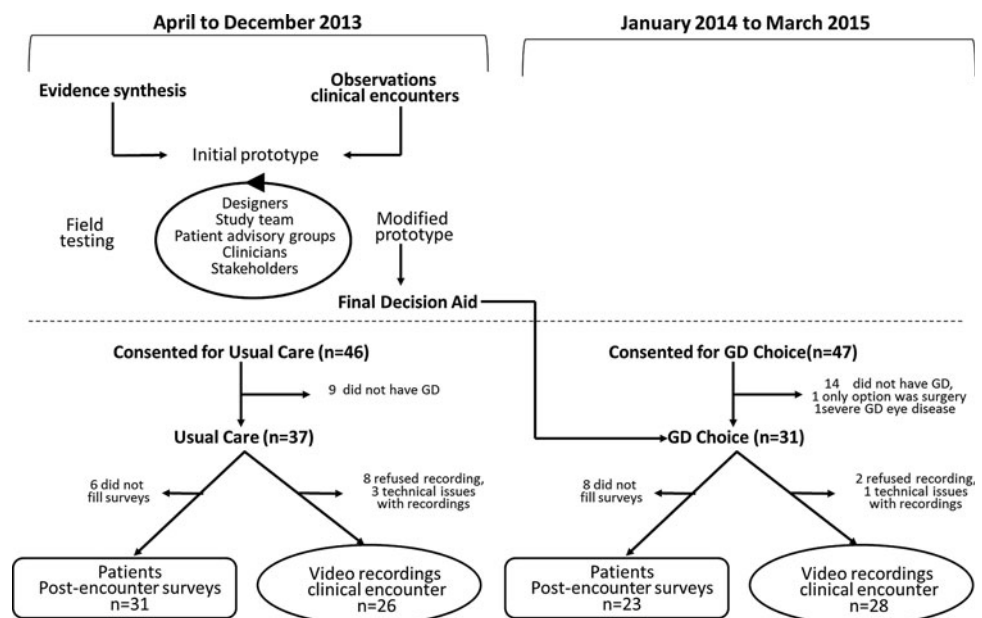 April to December 2013
January 2014 to March 2015
Evidence synthesis
Observations
clinical encounters
Initial prototype
Field
testing
Designers
Study team
Patient advisory groups
Clinicians
Stakeholders
Modified
prototype
Final Decision Aid
Consented for Usual Care (n=46)
9 did not have GD
Usual Care (n=37)
6 did not
fill surveys
8 refused recording,
3 technical issues
with recordings
Patients
Post-encounter surveys
n=31
Video recordings
clinical encounter
n=26
Consented for GD Choice(n=47)
14 did not have GD,
1 only option was surgery
1severe GD eye disease
GD Choice (n=31)
8 did not
fill surveys
2 refused recording,
1 technical issues
with recordings
Patients
Post-encounter surveys
n=23
Video recordings
clinical encounter
n=28